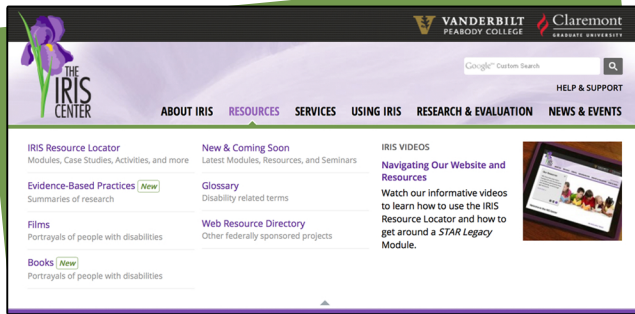 VANDERBILT
PEABODY COLLEGE
Claremont
GRADUATE UNIVERSITY
THE
IRIS
CENTER
Google™ Custom Search
HELP & SUPPORT
ABOUT IRIS RESOURCES SERVICES USING IRIS RESEARCH & EVALUATION NEWS & EVENTS
IRIS Resource Locator
Modules, Case Studies, Activities, and more
Evidence-Based Practices New
Summaries of research
Films
Portrayals of people with disabilities
Books New
Portrayals of people with disabilities
New & Coming Soon
Latest Modules, Resources, and Seminars
Glossary
Disability related terms
Web Resource Directory
Other federally sponsored projects
IRIS VIDEOS
Navigating Our Website and
Resources
Watch our informative videos
to learn how to use the IRIS
Resource Locator and how to
get around a STAR Legacy
Module.